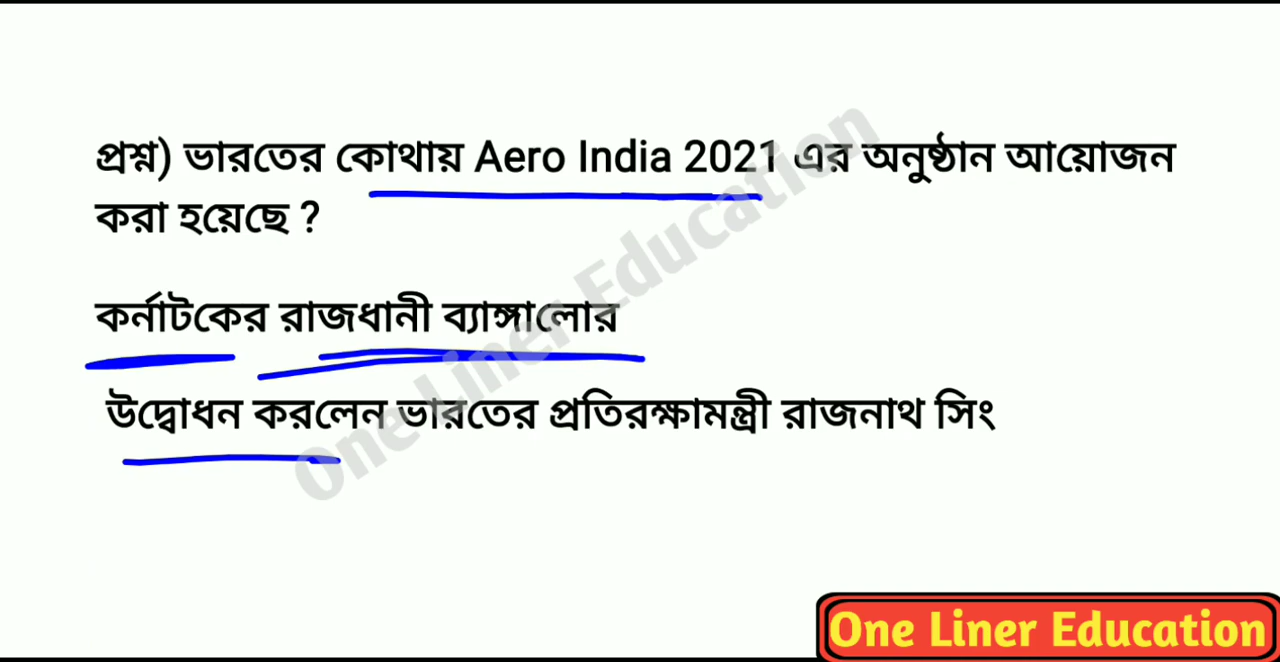 প্রশ্ন) ভারতের কোথায় Aero India 2021 এর অনুষ্ঠান আয়োজন
করা হয়েছে ?
কর্নাটকের রাজধানী ব্যাঙ্গালোর
উদ্বোধন করলেন ভারতের প্রতিরক্ষামন্ত্রী রাজনাথ সিং
One Liner Education
One Liner Education